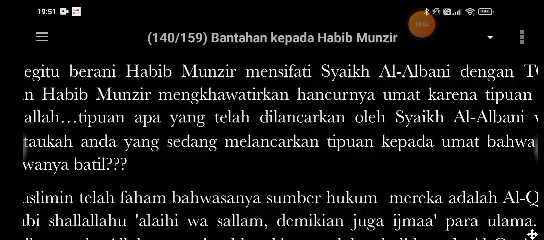 19:51
(140/159) Bantahan kepada Habib Munzir
egitu berani Habib Munzir mensifati Syaikh Al-Albani dengan
n Habib Munzir mengkhawatirkan hancurnya umat karena tipuan
allah...tipuan apa yang telah dilancarkan oleh Syaikh Al-Albani
taukah anda yang sedang melancarkan tipuan kepada umat bahwa
wanya batil???
uslimin telah faham bahwasanya sumber hukum mereka adalah
bi shallallahu 'alaihi wa sallam, demikian juga ijmaa' para ulama.